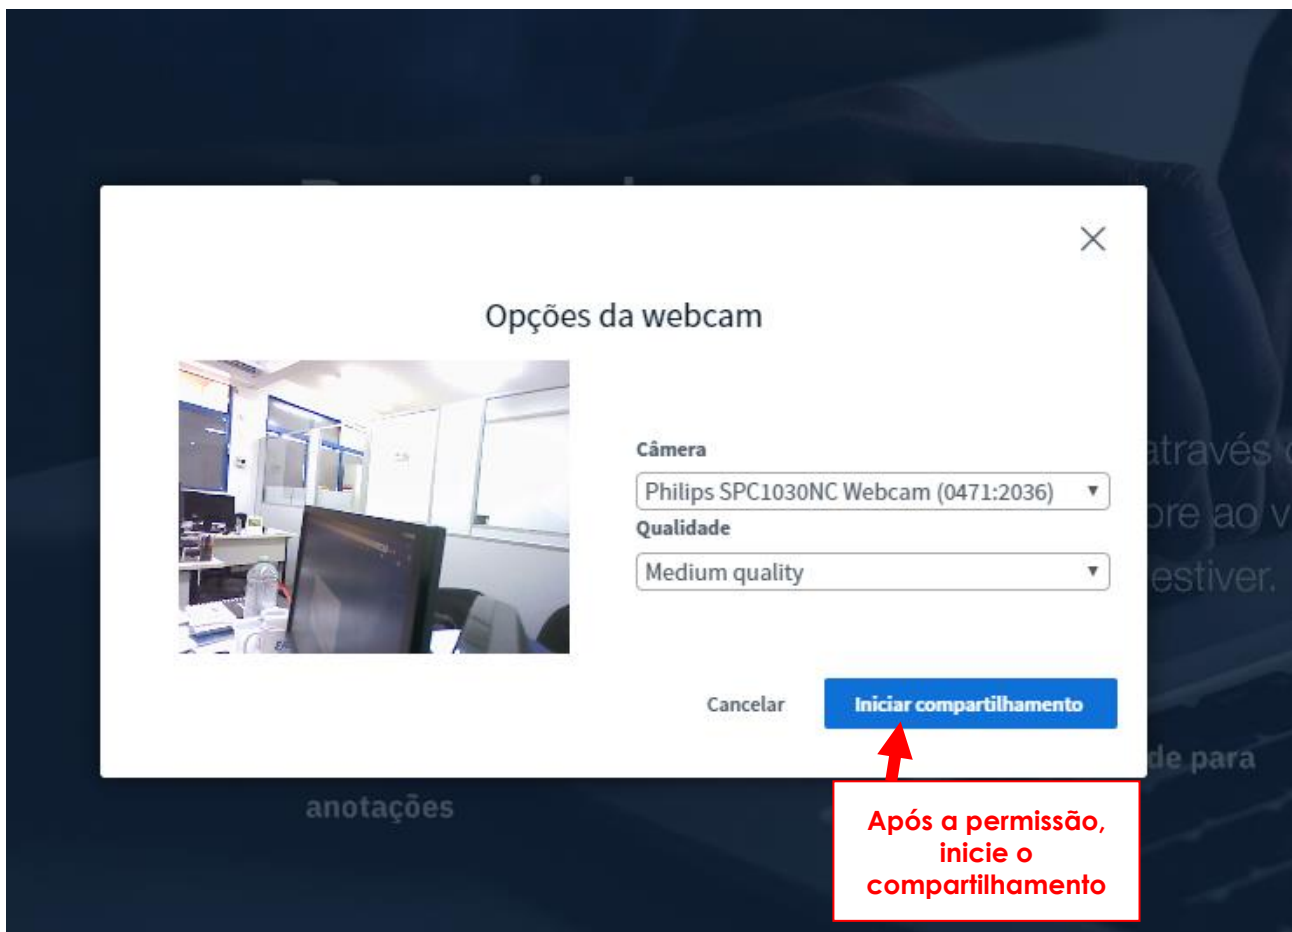 Opções da webcam
Câmera
Philips SPC1030NC Webcam (0471:2036)
Qualidade
Medium quality
Cancelar
Iniciar compartilhamento
através
ao v
estiver.
de para
anotações
Após a permissão,
inicie o
compartilhamento